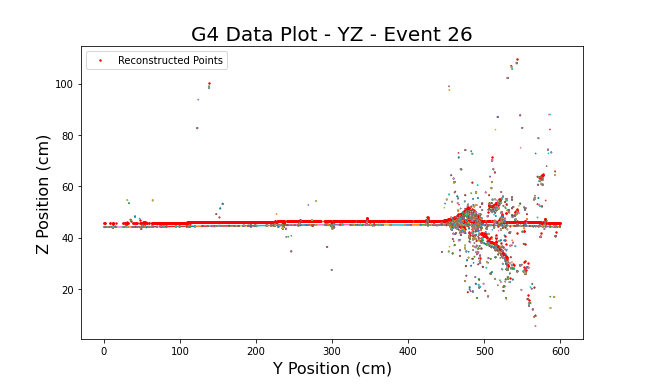 G4 Data Plot - YZ - Event 26
Reconstructed Points
Z Position (cm)
100
80
60
40
20
0 100 200 300 400 500 600
Y Position (cm)